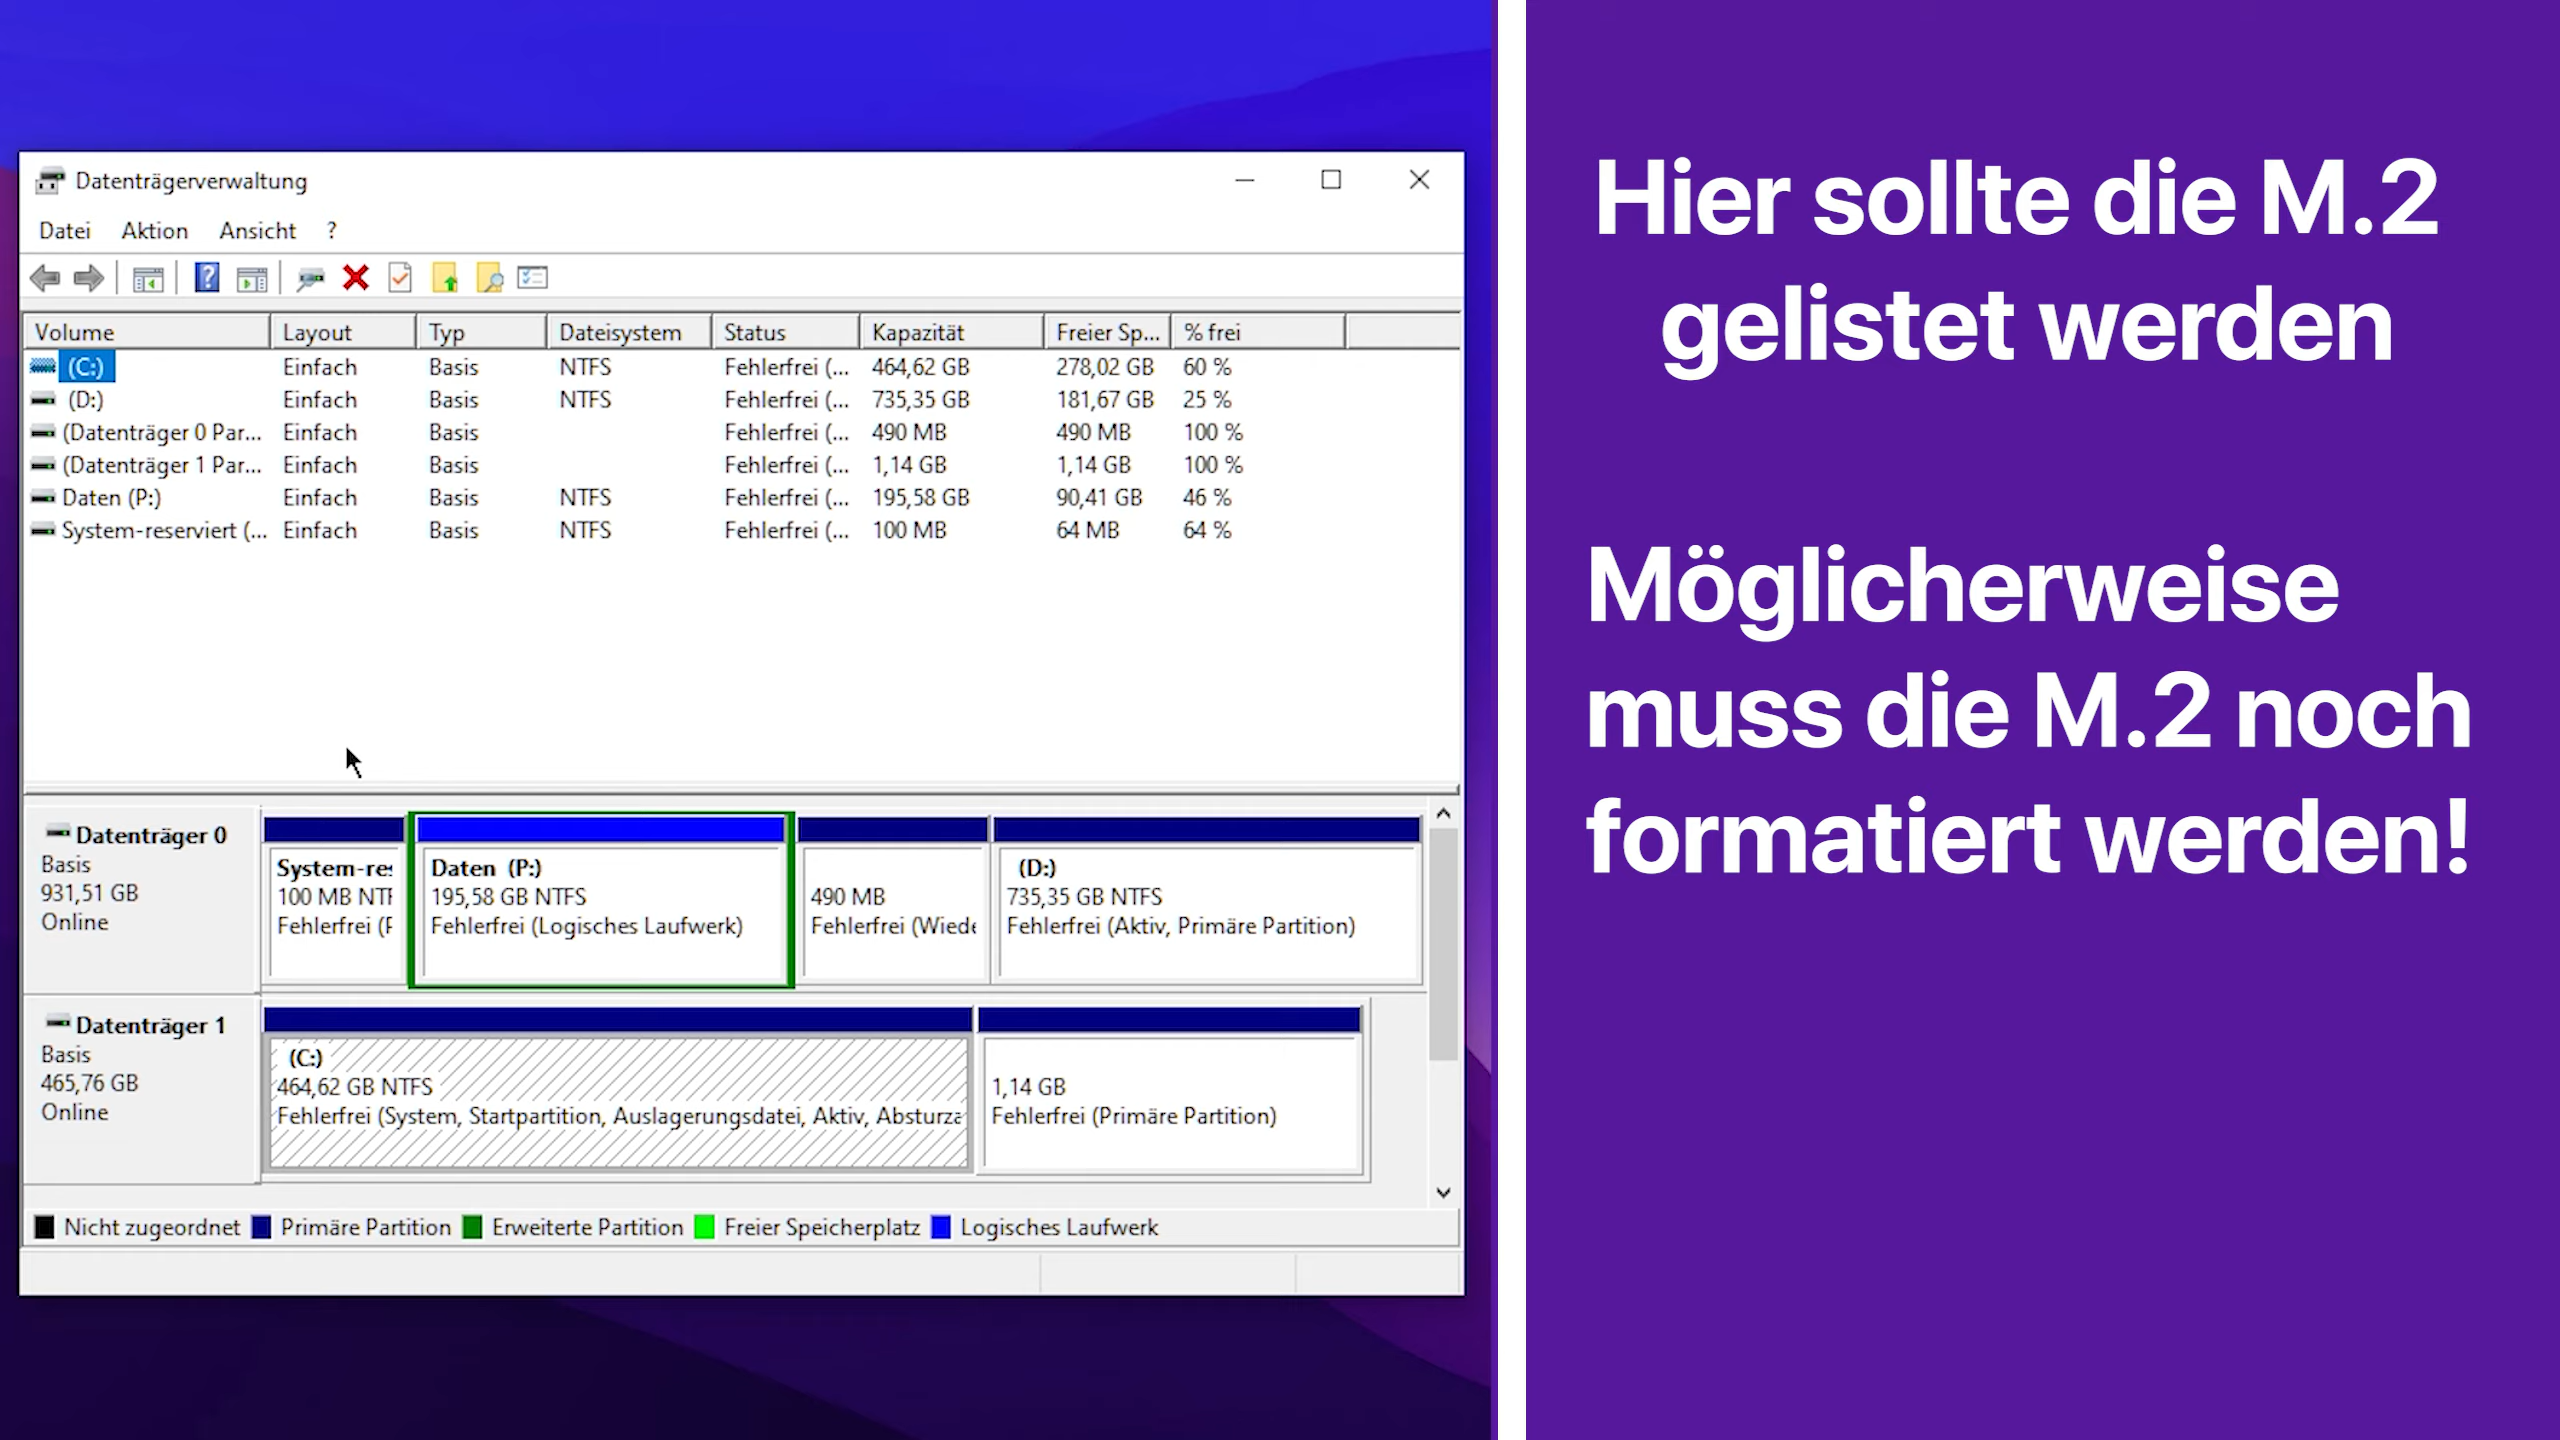 Datenträgerverwaltung
Datei Aktion Ansicht ?
Volume Layout Typ Dateisystem Status Kapazität Freier Sp... % frei
(C:) Einfach Basis NTFS Fehlerfrei (... 464,62 GB 278,02 GB 60 %
(D:) Einfach Basis NTFS Fehlerfrei (... 735,35 GB 181,67 GB 25 %
(Datenträger 0 Par... Einfach Basis Fehlerfrei (... 490 MB 490 MB 100 %
(Datenträger 1 Par... Einfach Basis Fehlerfrei (... 1,14 GB 1,14 GB 100 %
Daten (P:) Einfach Basis NTFS Fehlerfrei (... 195,58 GB 90,41 GB 46 %
System-reserviert (... Einfach Basis NTFS Fehlerfrei (... 100 MB 64 MB 64 %
Datenträger 0
Basis
931,51 GB
Online
System-res
100 MB NTF
Fehlerfrei (F
Daten (P:)
195,58 GB NTFS
Fehlerfrei (Logisches Laufwerk)
490 MB
Fehlerfrei (Wiede
(D:)
735,35 GB NTFS
Fehlerfrei (Aktiv, Primäre Partition)
Datenträger 1
Basis
465,76 GB
Online
(C:)
464,62 GB NTFS
Fehlerfrei (System, Startpartition, Auslagerungsdatei, Aktiv, Absturza
1,14 GB
Fehlerfrei (Primäre Partition)
Nicht zugeordnet Primäre Partition Erweiterte Partition Freier Speicherplatz Logisches Laufwerk
Hier sollte die M.2
gelistet werden
Möglicherweise
muss die M.2 noch
formatiert werden!